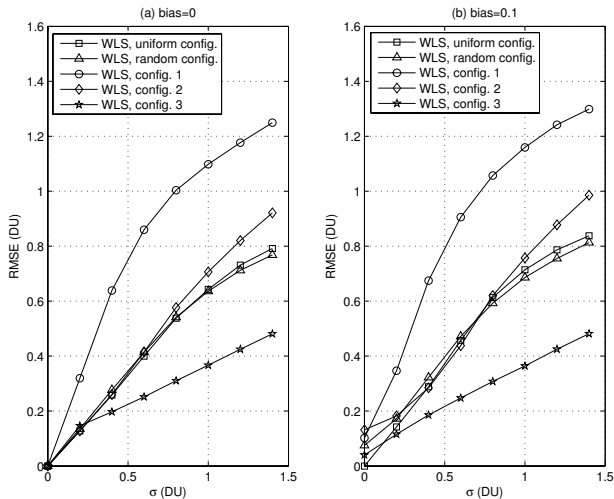 (a) bias=0
1.6
1.4
1.2
1
0.8
0.6
0.4
0.2
0
RMSE (DU)
WLS, uniform config.
WLS, random config.
WLS, config. 1
WLS, config. 2
WLS, config. 3
0
0.5
1
1.5
σ (DU)
(b) bias=0.1
1.6
1.4
1.2
1
0.8
0.6
0.4
0.2
0
RMSE (DU)
WLS, uniform config.
WLS, random config.
WLS, config. 1
WLS, config. 2
WLS, config. 3
0
0.5
1
1.5
σ (DU)